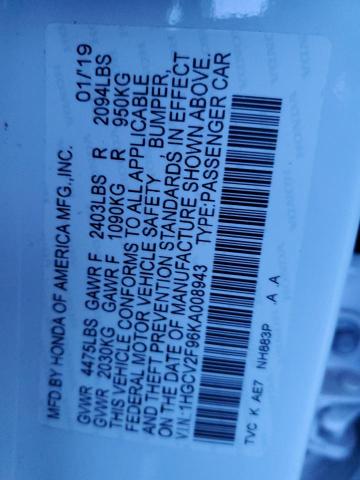 MFD BY HONDA OF AMERICA MFG.,INC. 01/'19
GVWR 4475LBS GAWR F 2403LBS R 2094LBS
GVWR 2030KG GAWR F 1090KG R 950KG
THIS VEHICLE CONFORMS TO ALL APPLICABLE
FEDERAL MOTOR VEHICLE SAFETY BUMPER,
AND THEFT PREVENTION STANDARDS, IN EFFECT
ON THE DATE OF MANUFACTURE SHOWN ABOVE.
V.I.N:1HGCV2F96KA008943 TYPE:PASSENGER CAR
TVC K AE7 NH883P A A